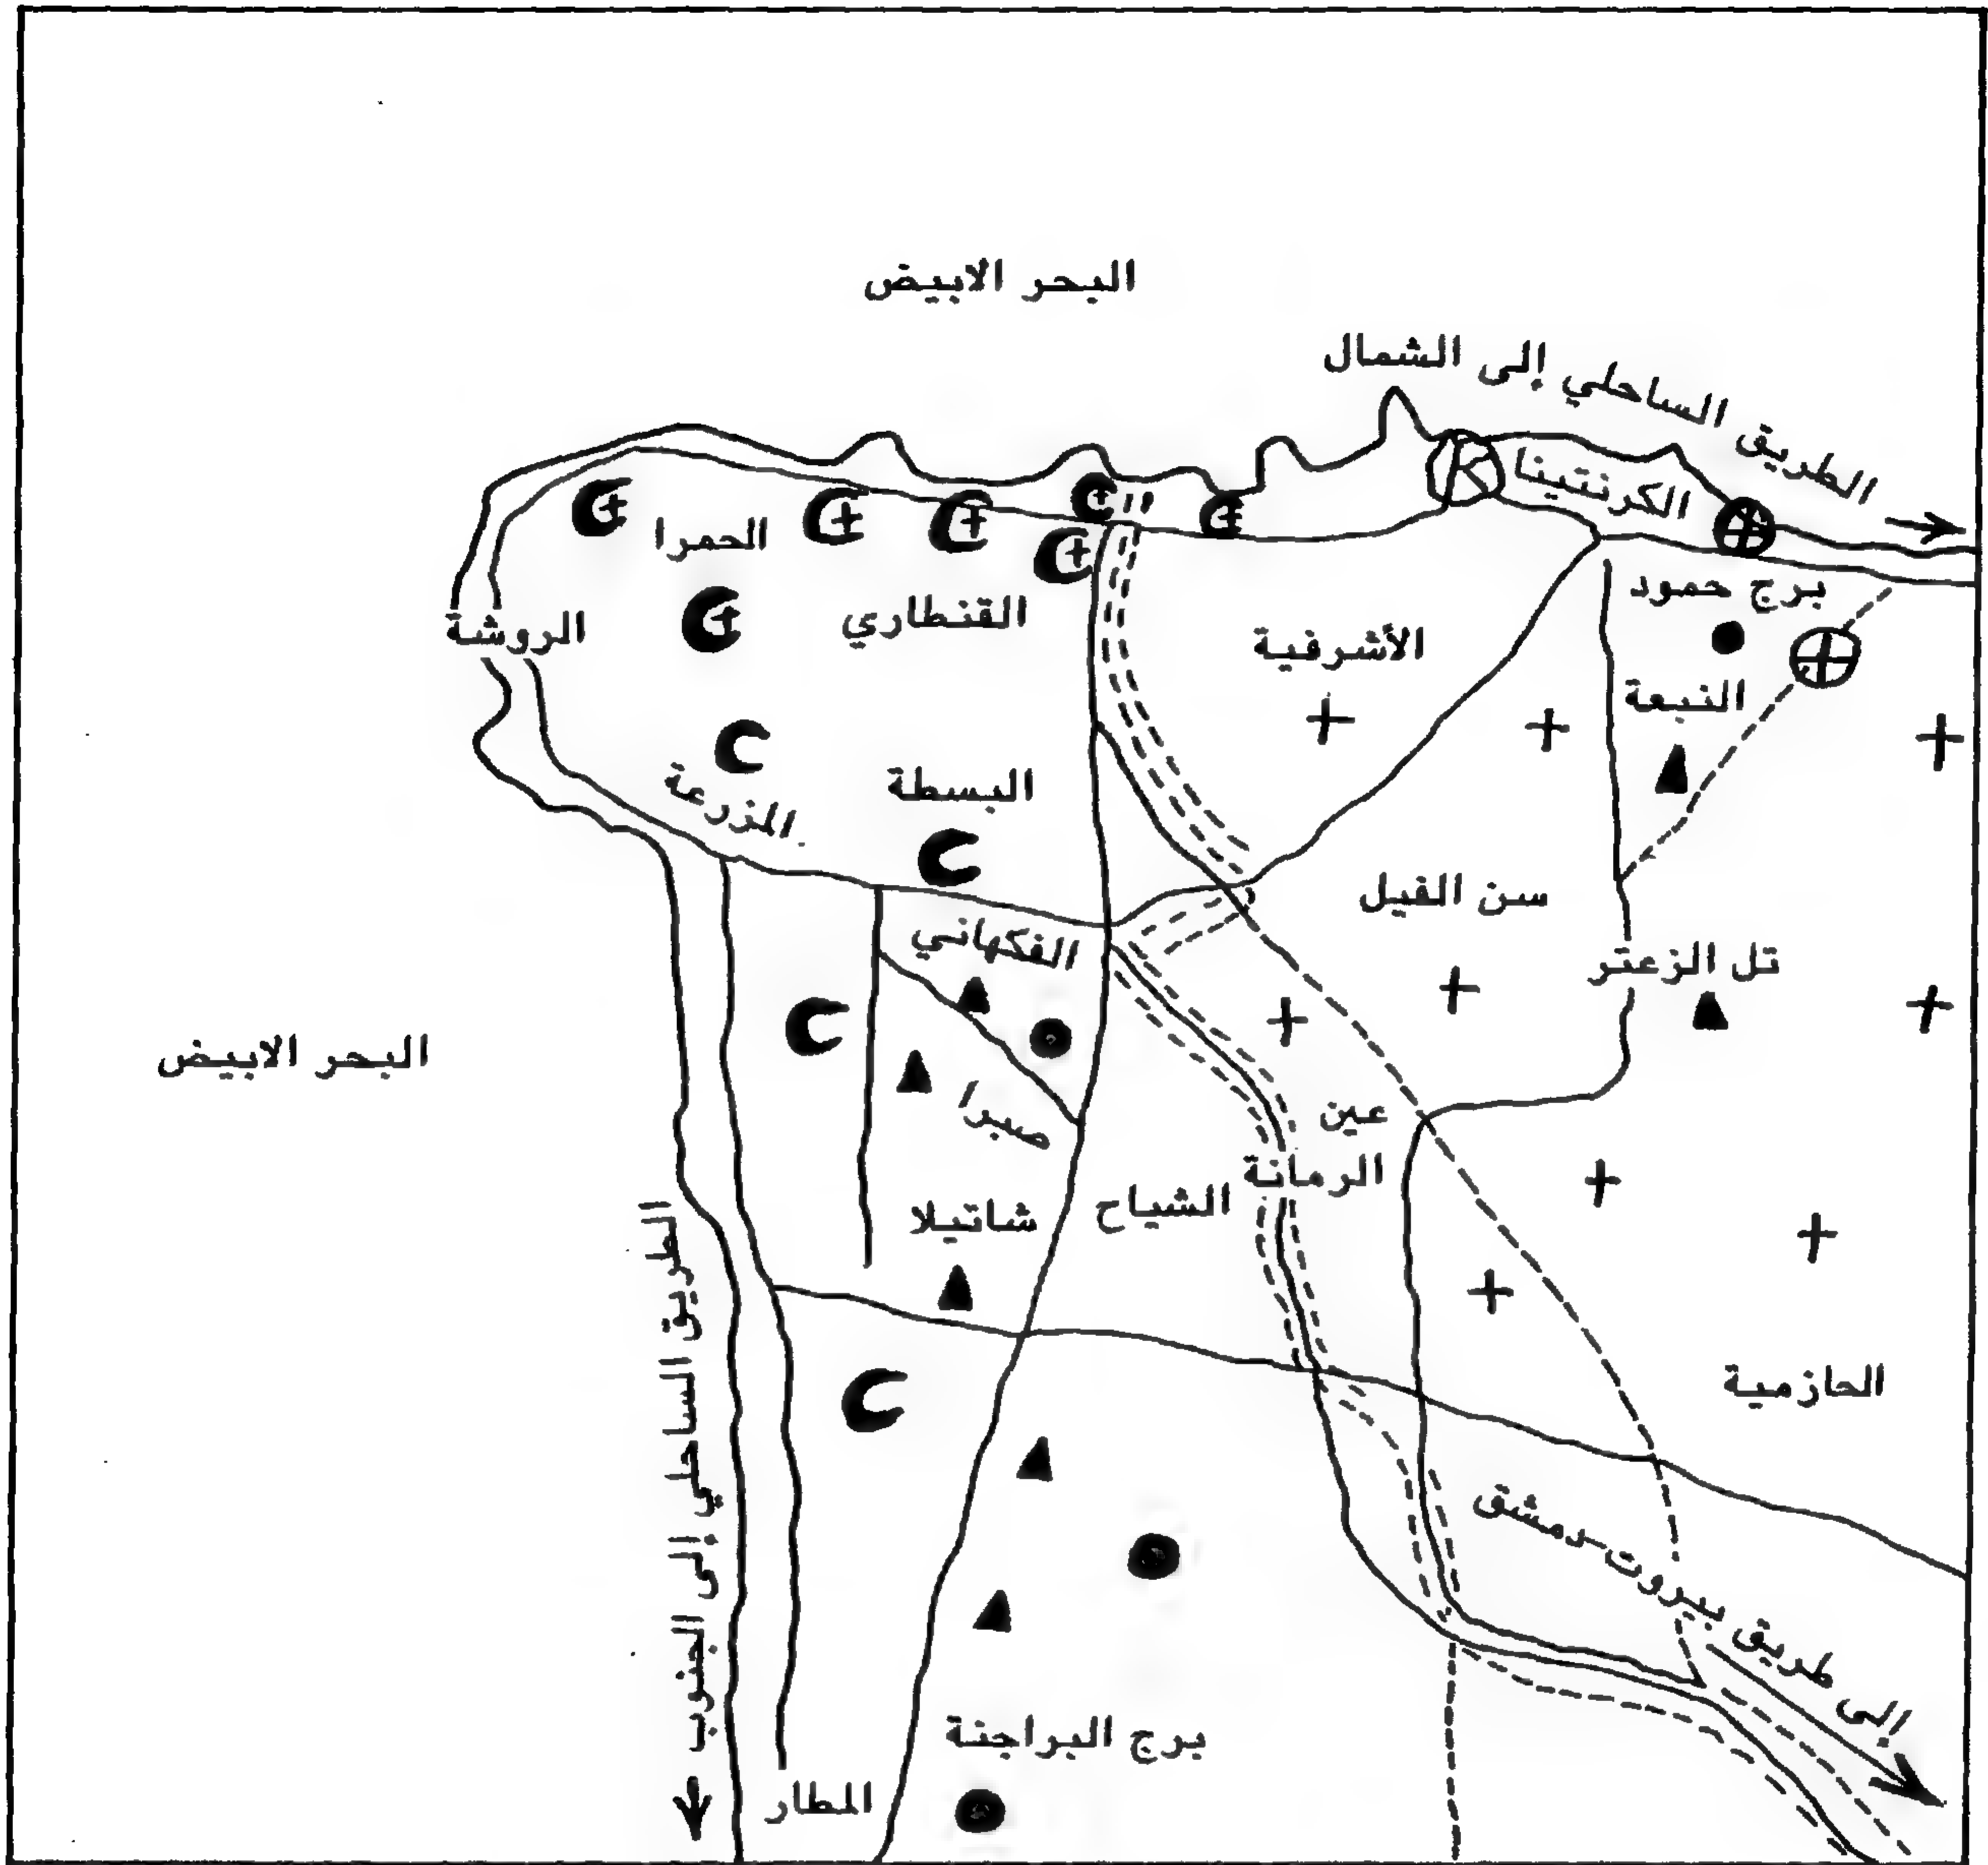 البحر الابيض
الطريق الساحلي إلى الشمال
الكرنتينا
K
الحمرا
برج حمود
القنطاري
الروشة
الأشرفية
النبعة
البسطة
المزرعة
سن الفيل
الفكهاني
تل الزعتر
البحر الابيض
صبرا
عين
الرمانة
الشياح
شاتيلا
الطريق الساحلي إلى الجنوب
الحازمية
إلى طريق بيروت-دمشق
برج البراجنة
المطار